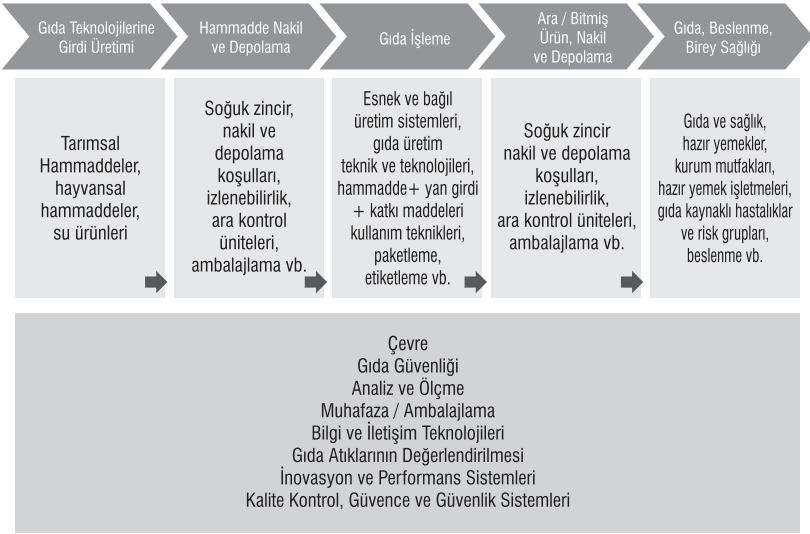 Gıda Teknolojilerine
Girdi Üretimi
Hammadde Nakil
ve Depolama
Gıda İşleme
Ara / Bitmiş
Ürün, Nakil
ve Depolama
Gıda, Beslenme,
Birey Sağlığı
Tarımsal
Hammaddeler,
hayvansal
hammaddeler,
su ürünleri
Soğuk zincir,
nakil ve
depolama
koşulları,
izlenebilirlik,
ara kontrol
üniteleri,
ambalajlama vb.
Esnek ve bağıl
üretim sistemleri,
gıda üretim
teknik ve teknolojileri,
hammadde+ yan girdi
+ katkı maddeleri
kullanım teknikleri,
paketleme,
etiketleme vb.
Soğuk zincir
nakil ve depolama
koşulları,
izlenebilirlik,
ara kontrol üniteleri,
ambalajlama vb.
Gıda ve sağlık,
hazır yemekler,
kurum mutfakları,
hazır yemek işletmeleri,
gıda kaynaklı hastalıklar
ve risk grupları,
beslenme vb.
Çevre
Gıda Güvenliği
Analiz ve Ölçme
Muhafaza / Ambalajlama
Bilgi ve İletişim Teknolojileri
Gıda Atıklarının Değerlendirilmesi
İnovasyon ve Performans Sistemleri
Kalite Kontrol, Güvence ve Güvenlik Sistemleri